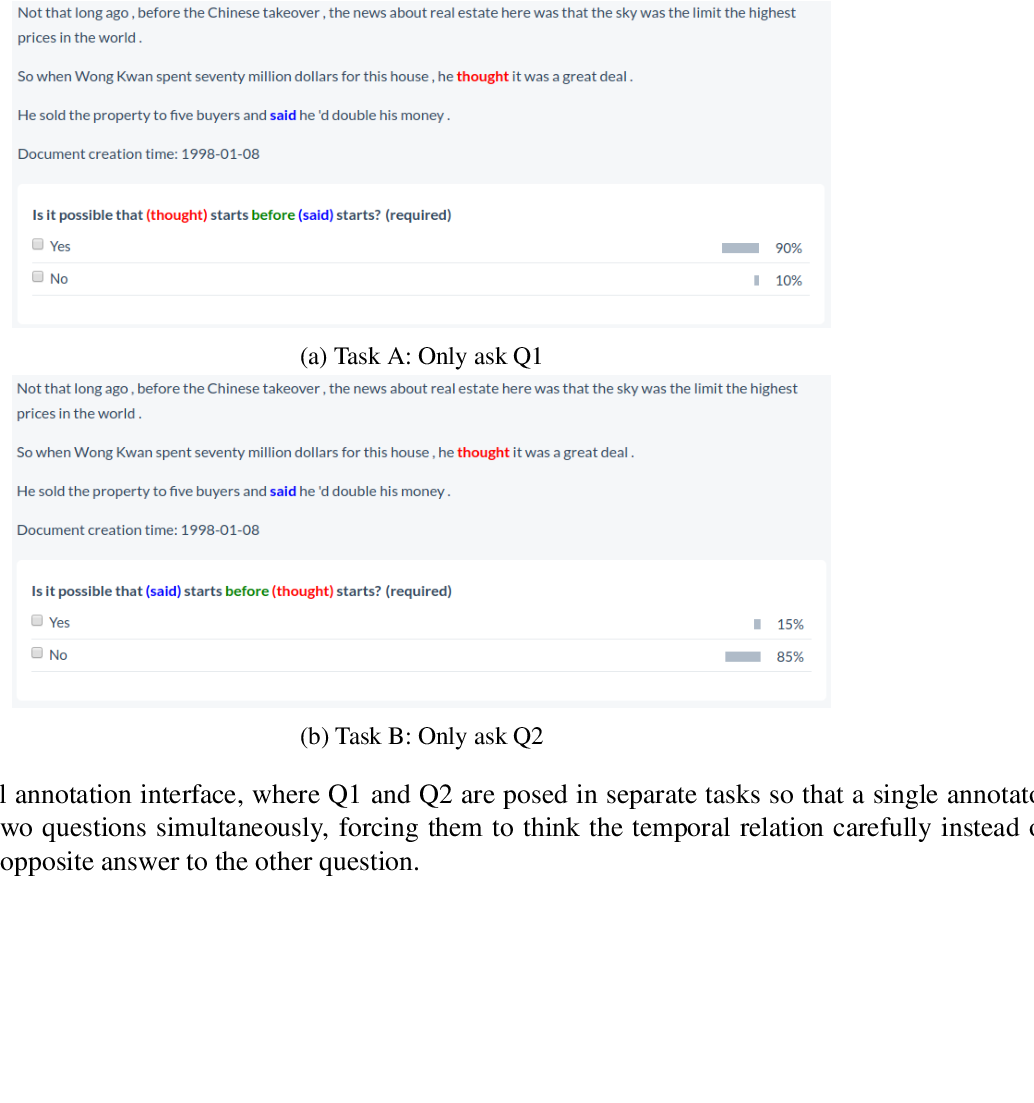 Not that long ago , before the Chinese takeover , the news about real estate here was that the sky was the limit the highest
prices in the world .
So when Wong Kwan spent seventy million dollars for this house , he thought it was a great deal .
He sold the property to five buyers and said he 'd double his money .
Document creation time: 1998-01-08
Is it possible that (thought) starts before (said) starts? (required)
Yes 90%
No 10%
(a) Task A: Only ask Q1
Not that long ago , before the Chinese takeover , the news about real estate here was that the sky was the limit the highest
prices in the world .
So when Wong Kwan spent seventy million dollars for this house , he thought it was a great deal .
He sold the property to five buyers and said he 'd double his money .
Document creation time: 1998-01-08
Is it possible that (said) starts before (thought) starts? (required)
Yes 15%
No 85%
(b) Task B: Only ask Q2
l annotation interface, where Q1 and Q2 are posed in separate tasks so that a single annotato
wo questions simultaneously, forcing them to think the temporal relation carefully instead o
opposite answer to the other question.